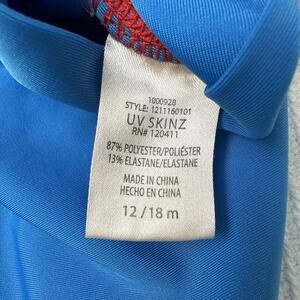 1000928
STYLE: 1211160101
UV SKINZ
RN# 120411
87% POLYESTER/POLIÉSTER
13% ELASTANE/ELASTANE
MADE IN CHINA
HECHO EN CHINA
12/18 m